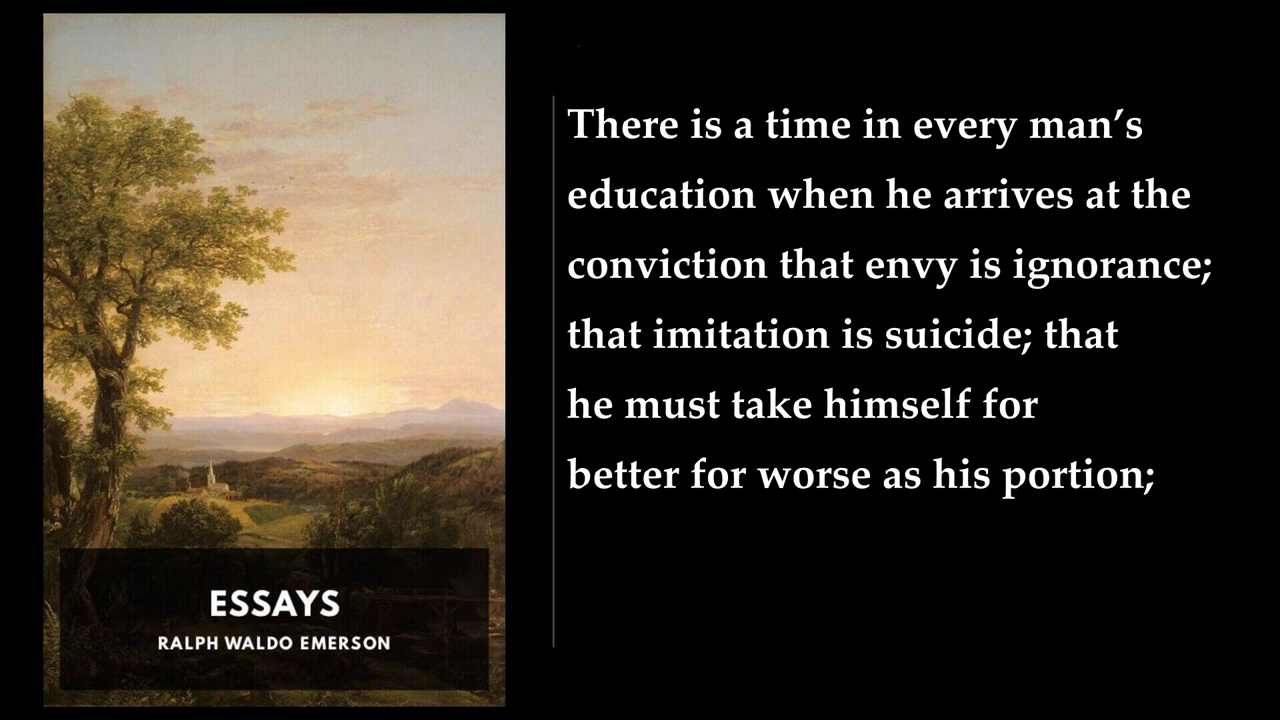 ESSAYS
RALPH WALDO EMERSON
There is a time in every man’s
education when he arrives at the
conviction that envy is ignorance;
that imitation is suicide; that
he must take himself for
better for worse as his portion;